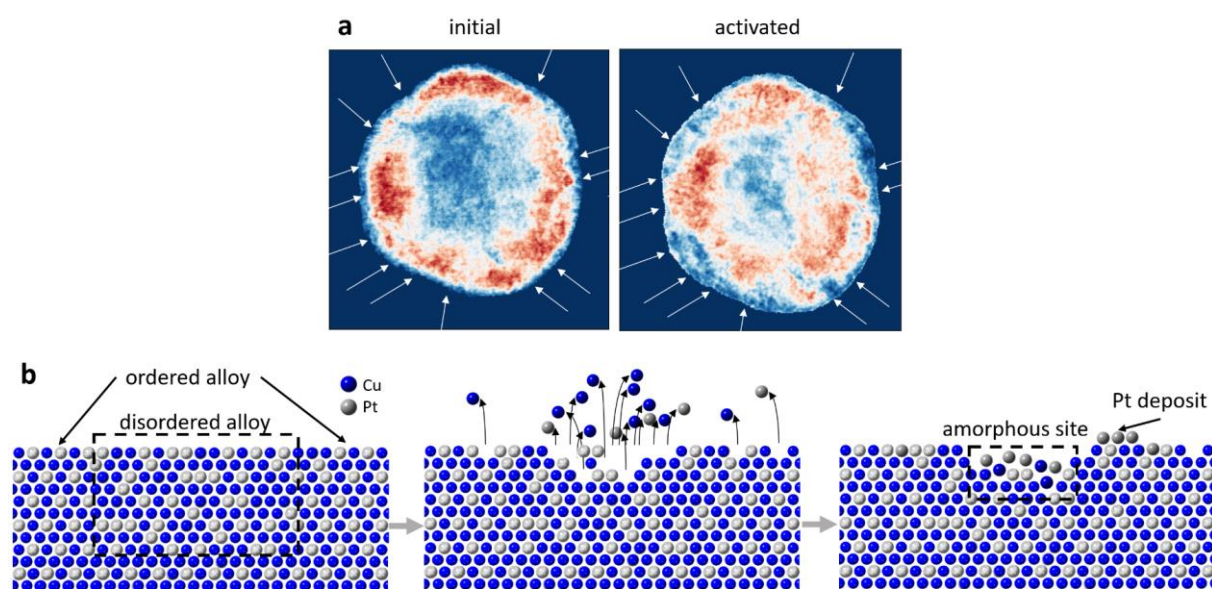 a
initial
activated
b
ordered alloy
disordered alloy
Cu
Pt
Pt deposit
amorphous site